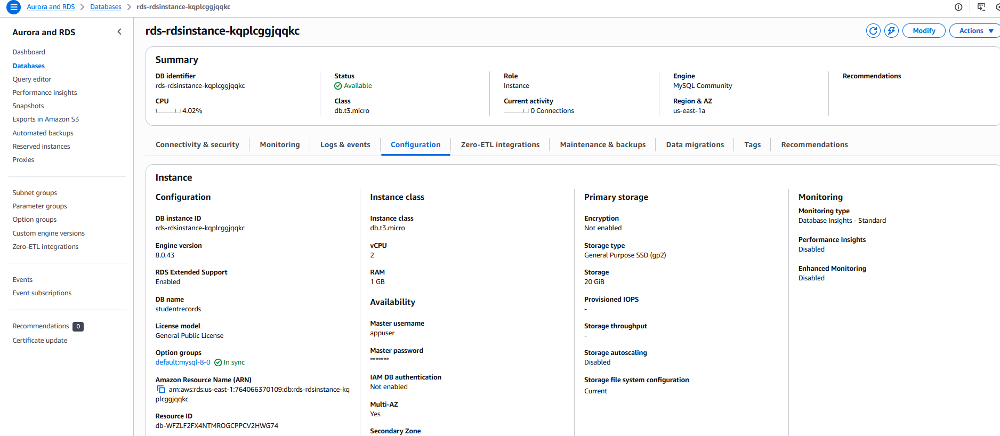 Aurora and RDS > Databases > rds-rdsinstance-kqplcggjqqkc
Aurora and RDS
Dashboard
Databases
Query editor
Performance insights
Snapshots
Exports in Amazon S3
Automated backups
Reserved instances
Proxies
Subnet groups
Parameter groups
Option groups
Custom engine versions
Zero-ETL integrations
Events
Event subscriptions
Recommendations 0
Certificate update
rds-rdsinstance-kqplcggjqqkc
Modify
Actions
Summary
DB identifier
rds-rdsinstance-kqplcggjqqkc
CPU
4.02%
Status
Available
Class
db.t3.micro
Role
Instance
Current activity
0 Connections
Engine
MySQL Community
Region & AZ
us-east-1a
Recommendations
Connectivity & security
Monitoring
Logs & events
Configuration
Zero-ETL integrations
Maintenance & backups
Data migrations
Tags
Recommendations
Instance
Configuration
DB instance ID
rds-rdsinstance-kqplcggjqqkc
Engine version
8.0.43
RDS Extended Support
Enabled
DB name
studentrecords
License model
General Public License
Option groups
default:mysql-8-0 In sync
Amazon Resource Name (ARN)
arn:aws:rds:us-east-1:764066370109:db:rds-rdsinstance-kq
plcggjqqkc
Resource ID
db-WFZLF2FX4NTMROGCPPCV2HWG74
Instance class
Instance class
db.t3.micro
vCPU
2
RAM
1 GB
Availability
Master username
appuser
Master password
*******
IAM DB authentication
Not enabled
Multi-AZ
Yes
Secondary Zone
Primary storage
Encryption
Not enabled
Storage type
General Purpose SSD (gp2)
Storage
20 GiB
Provisioned IOPS
-
Storage throughput
-
Storage autoscaling
Disabled
Storage file system configuration
Current
Monitoring
Monitoring type
Database Insights - Standard
Performance Insights
Disabled
Enhanced Monitoring
Disabled